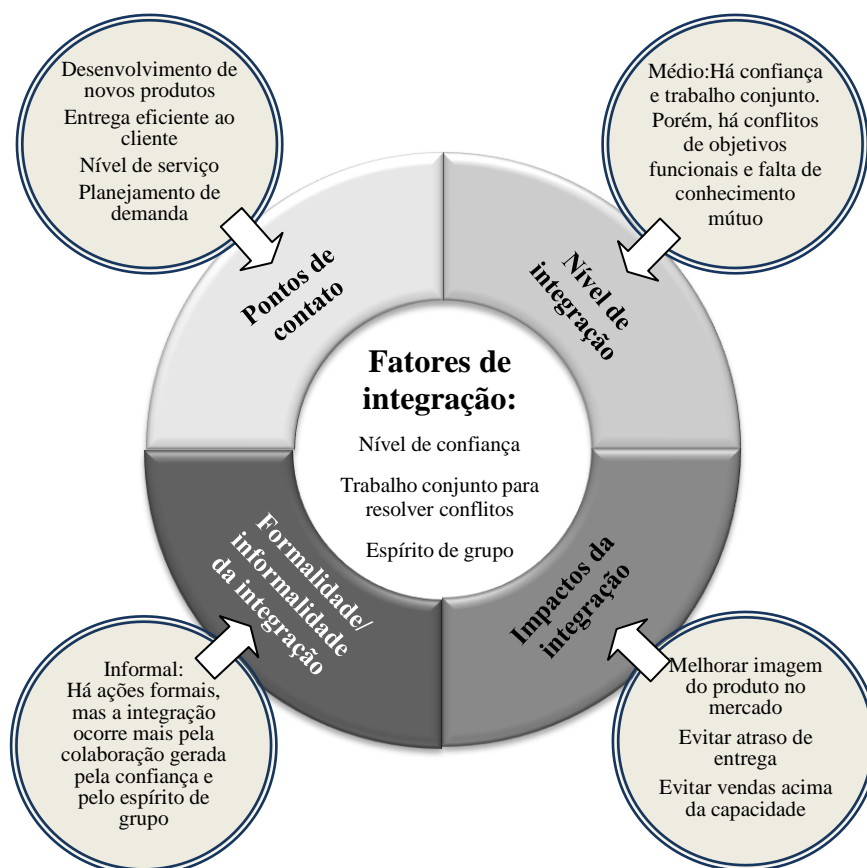 Desenvolvimento de
novos produtos
Entrega eficiente ao
cliente
Nível de serviço
Planejamento de
demanda
Médio:Há confiança
e trabalho conjunto.
Porém, há conflitos
de objetivos
funcionais e falta de
conhecimento
mútuo
Pontos de
contato
Nível de
integração
Fatores de
integração:
Nível de confiança
Trabalho conjunto para
resolver conflitos
Espírito de grupo
Formalidade/
informalidade
da integração
Impactos da
integração
Informal:
Há ações formais,
mas a integração
ocorre mais pela
colaboração gerada
pela confiança e
pelo espírito de
grupo
Melhorar imagem
do produto no
mercado
Evitar atraso de
entrega
Evitar vendas acima
da capacidade